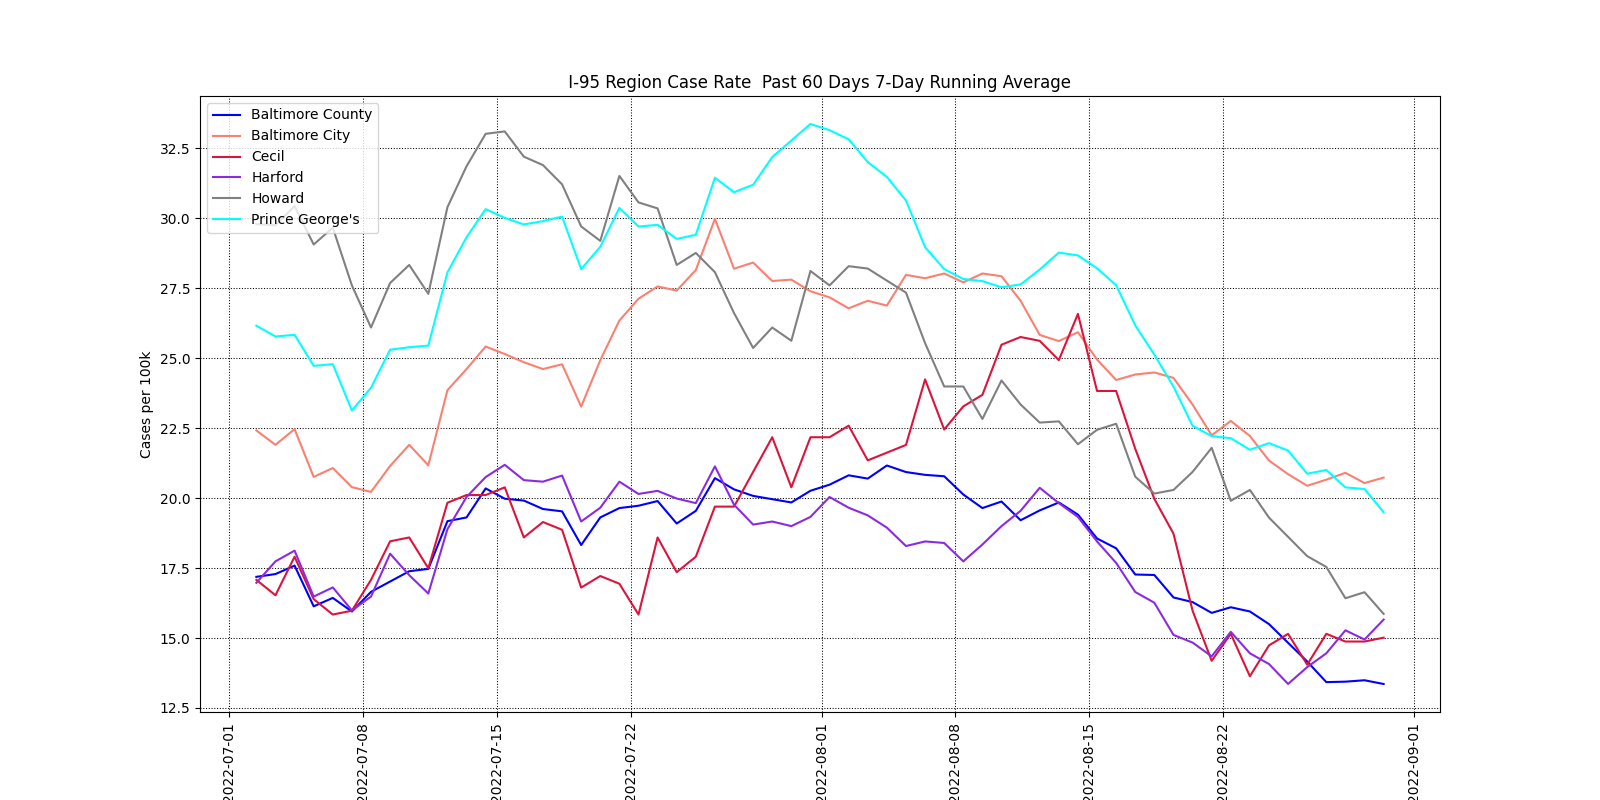 I-95 Region Case Rate  Past 60 Days 7-Day Running Average
Baltimore County
Baltimore City
Cecil
Harford
Howard
Prince George's
Cases per 100k
32.5
30.0
27.5
25.0
22.5
20.0
17.5
15.0
12.5
2022-07-01
2022-07-08
2022-07-15
2022-07-22
2022-08-01
2022-08-08
2022-08-15
2022-08-22
2022-09-01